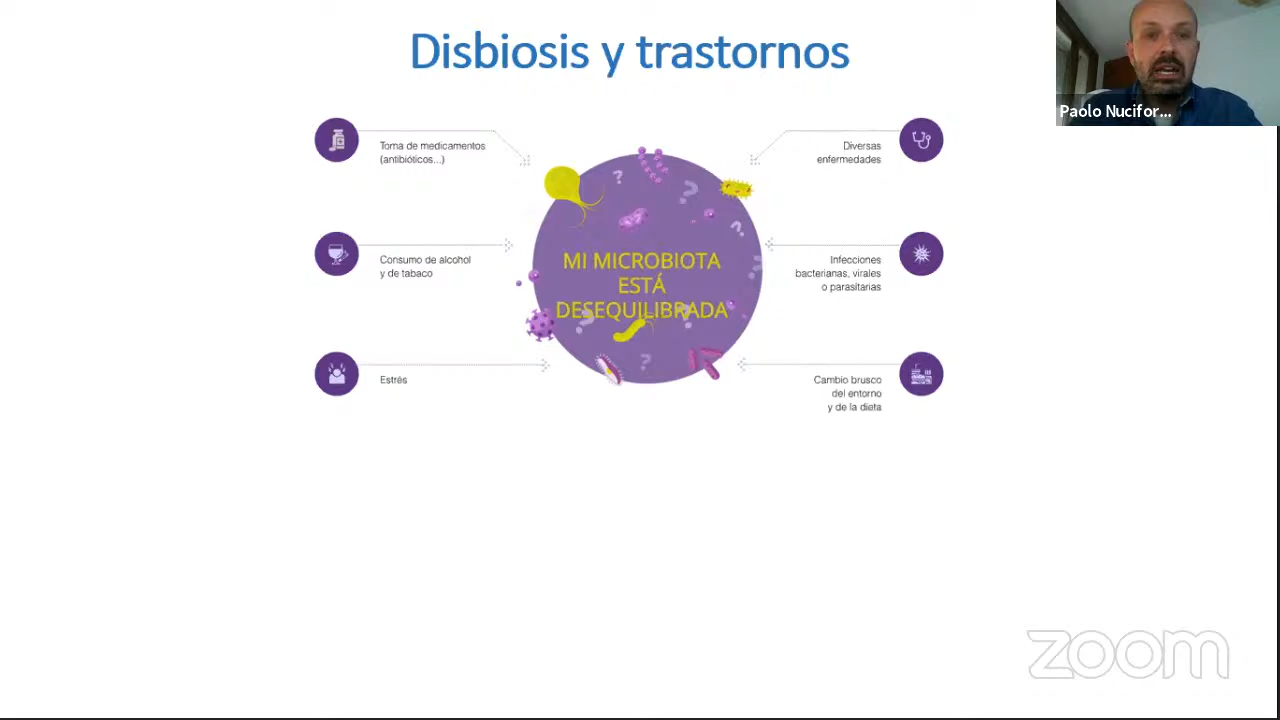 Disbiosis y trastornos
Paolo Nucifor...
Toma de medicamentos
(antibióticos...)
Diversas
enfermedades
Consumo de alcohol
y de tabaco
MI MICROBIOTA
ESTÁ
DESEQUILIBRADA
Infecciones
bacterianas, virales
o parasitarias
Estrés
Cambio brusco
del entorno
y de la dieta
zoom